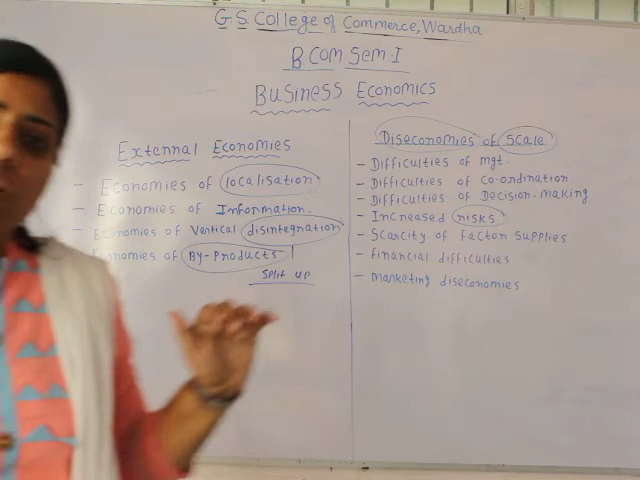 G S College of Commerce, Wardha
B Com Sem-I
Business Economics
External Economies
- Economies of localisation
- Economies of Information.
- Economies of Vertical disintegration
Economies of By-Products
Split up
Diseconomies of Scale
- Difficulties of mgt.
- Difficulties of Co-ordination
- Difficulties of Decision-making
- Increased risks
- Scarcity of Factor Supplies
- Financial difficulties
- Marketing diseconomies